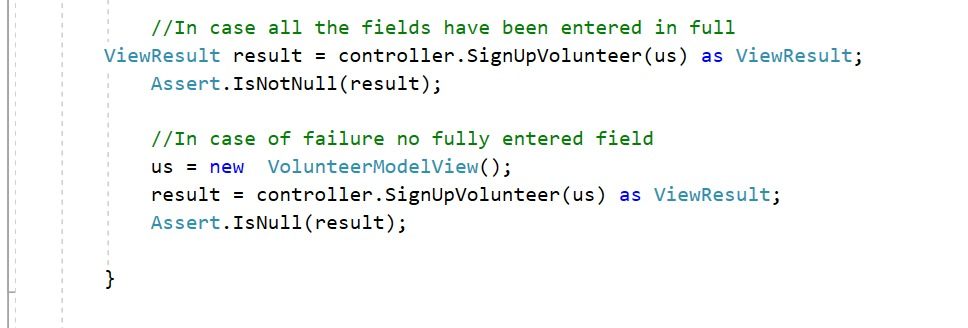 //In case all the fields have been entered in full
ViewResult result = controller.SignUpVolunteer(us) as ViewResult;
Assert.IsNotNull(result);
//In case of failure no fully entered field
us = new  VolunteerModelView();
result = controller.SignUpVolunteer(us) as ViewResult;
Assert.IsNull(result);
}